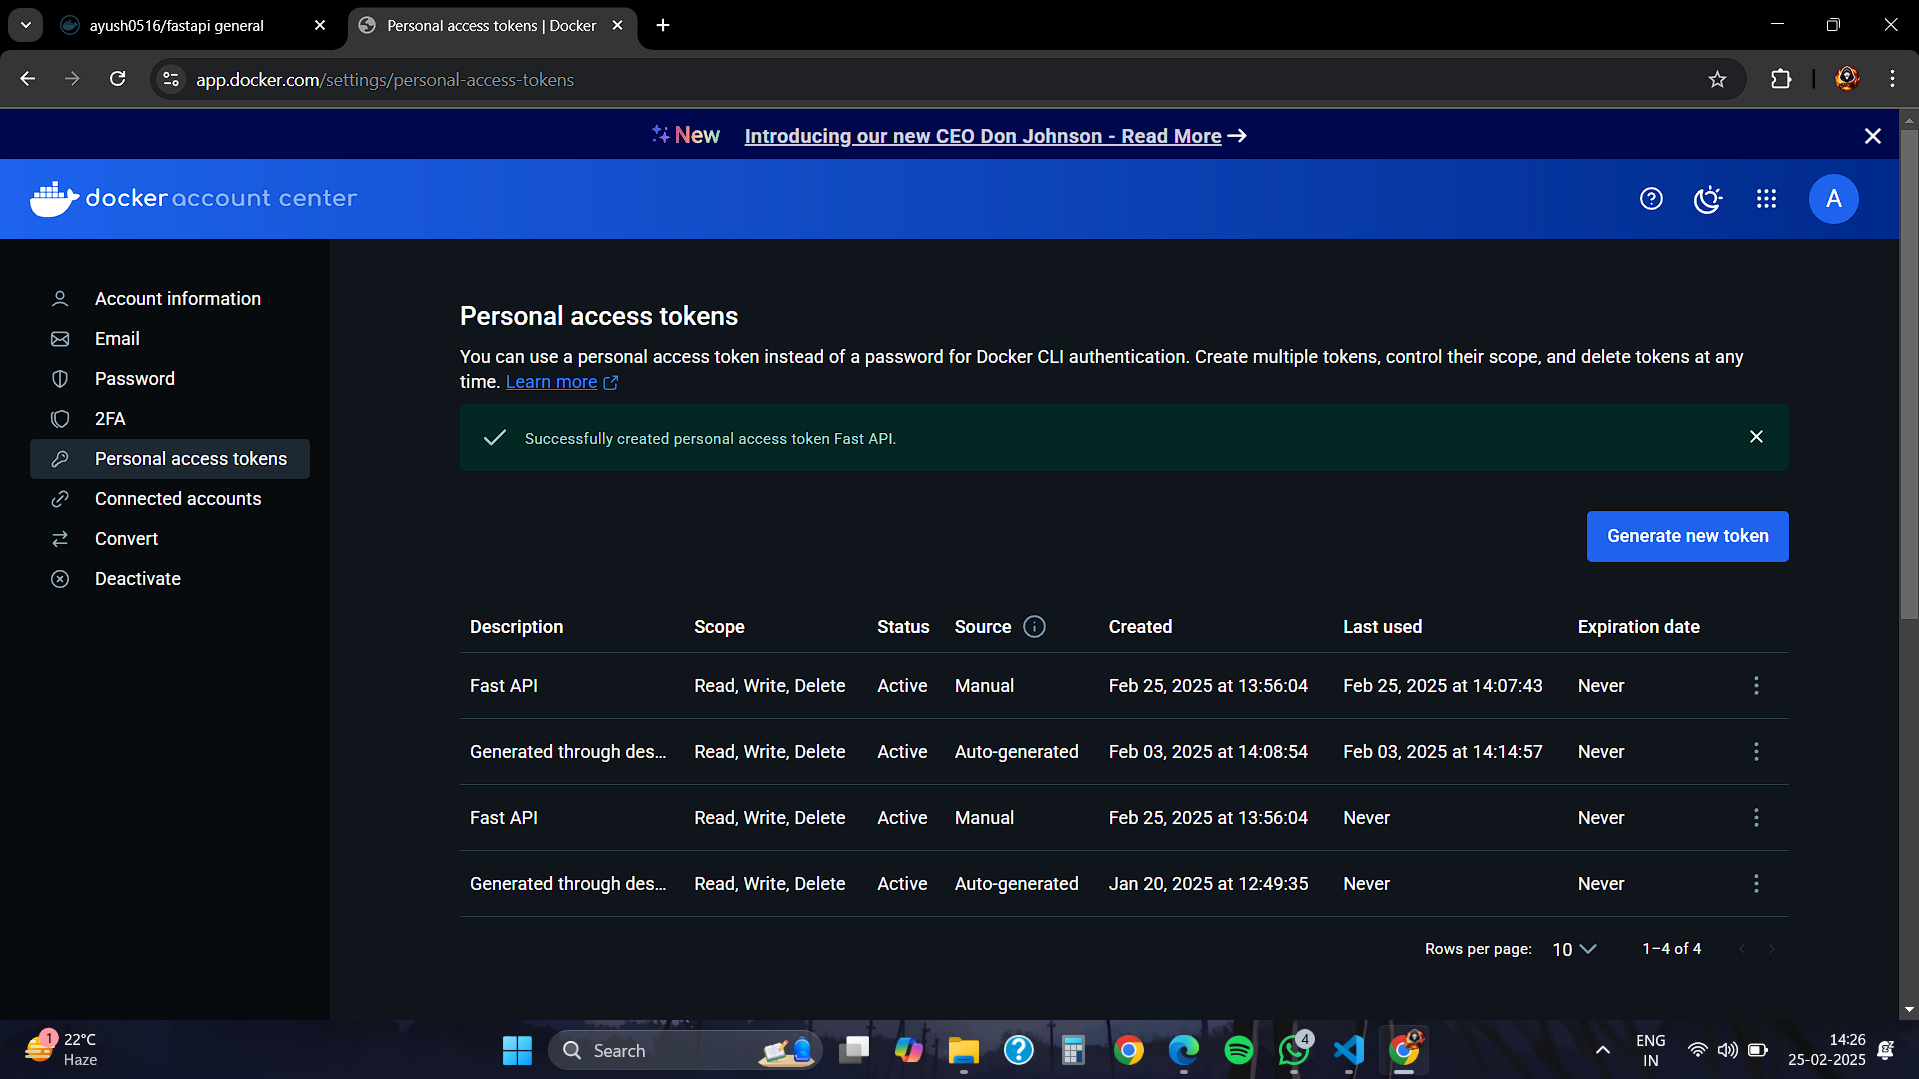 ayush0516/fastapi general
Personal access tokens | Docker
app.docker.com/settings/personal-access-tokens
New Introducing our new CEO Don Johnson - Read More
docker account center
A
Account information
Email
Password
2FA
Personal access tokens
Connected accounts
Convert
Deactivate
Personal access tokens
You can use a personal access token instead of a password for Docker CLI authentication. Create multiple tokens, control their scope, and delete tokens at any
time. Learn more
Successfully created personal access token Fast API.
Generate new token
Description Scope Status Source Created Last used Expiration date
Fast API Read, Write, Delete Active Manual Feb 25, 2025 at 13:56:04 Feb 25, 2025 at 14:07:43 Never
Generated through des... Read, Write, Delete Active Auto-generated Feb 03, 2025 at 14:08:54 Feb 03, 2025 at 14:14:57 Never
Fast API Read, Write, Delete Active Manual Feb 25, 2025 at 13:56:04 Never Never
Generated through des... Read, Write, Delete Active Auto-generated Jan 20, 2025 at 12:49:35 Never Never
Rows per page: 10 1–4 of 4
1
22°C
Haze
Search
4
ENG
IN
14:26
25-02-2025